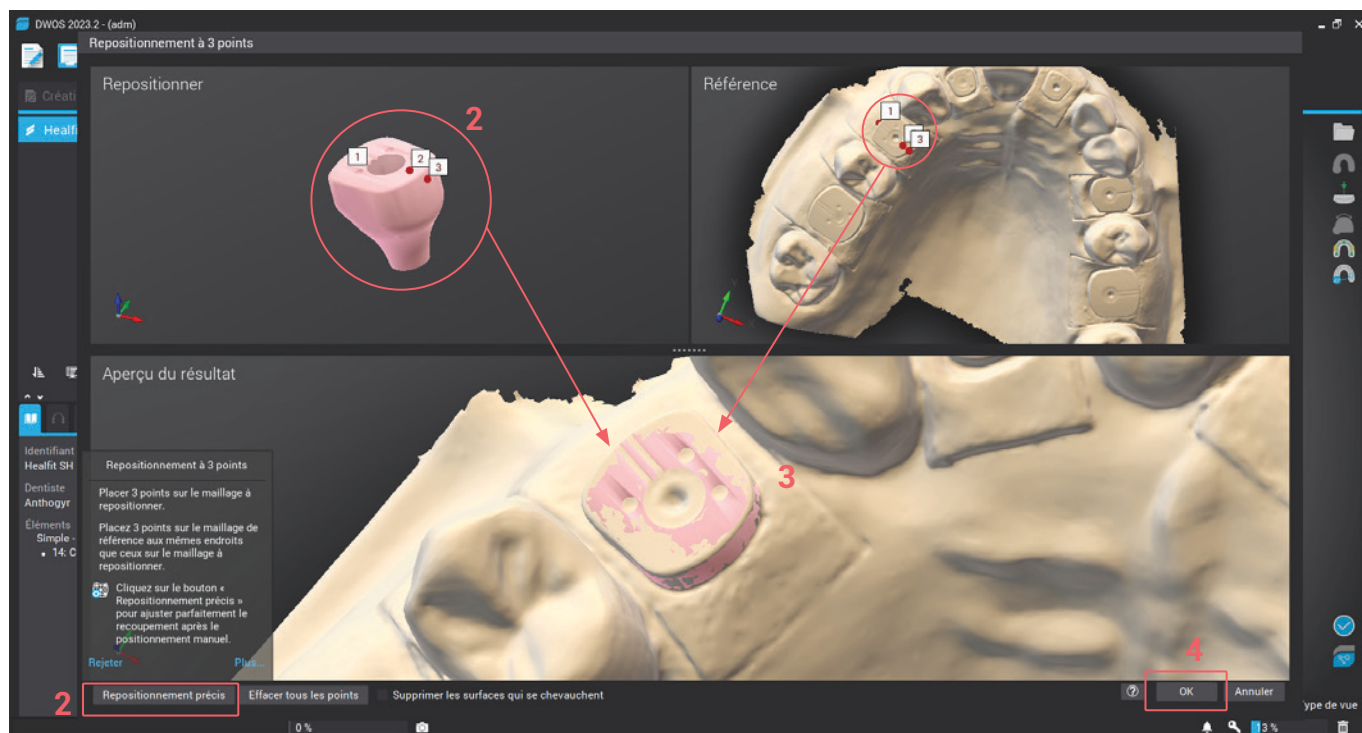 DWOS 2023.2 - (adm)
Repositionnement à 3 points
Créati
Healfi
Repositionner
Référence
2
1
2
3
1
3
Aperçu du résultat
3
Identifiant
Healfit SH
Dentiste
Anthogyr
Éléments
Simple -
• 14: C
Repositionnement à 3 points
Placer 3 points sur le maillage à
repositionner.
Placez 3 points sur le maillage de
référence aux mêmes endroits
que ceux sur le maillage à
repositionner.
Cliquez sur le bouton «
Repositionnement précis »
pour ajuster parfaitement le
recoupement après le
positionnement manuel.
Rejeter Plus...
4
2
Repositionnement précis Effacer tous les points Supprimer les surfaces qui se chevauchent ? OK Annuler
ype de vue
0 % 13 %